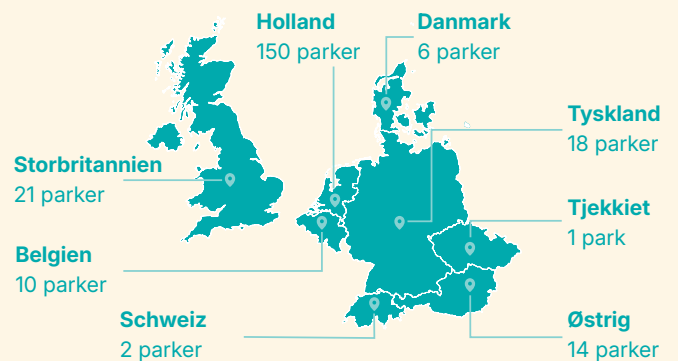 Holland
150 parker
Danmark
6 parker
Tyskland
18 parker
Storbritannien
21 parker
Tjekkiet
1 park
Belgien
10 parker
Schweiz
2 parker
Østrig
14 parker